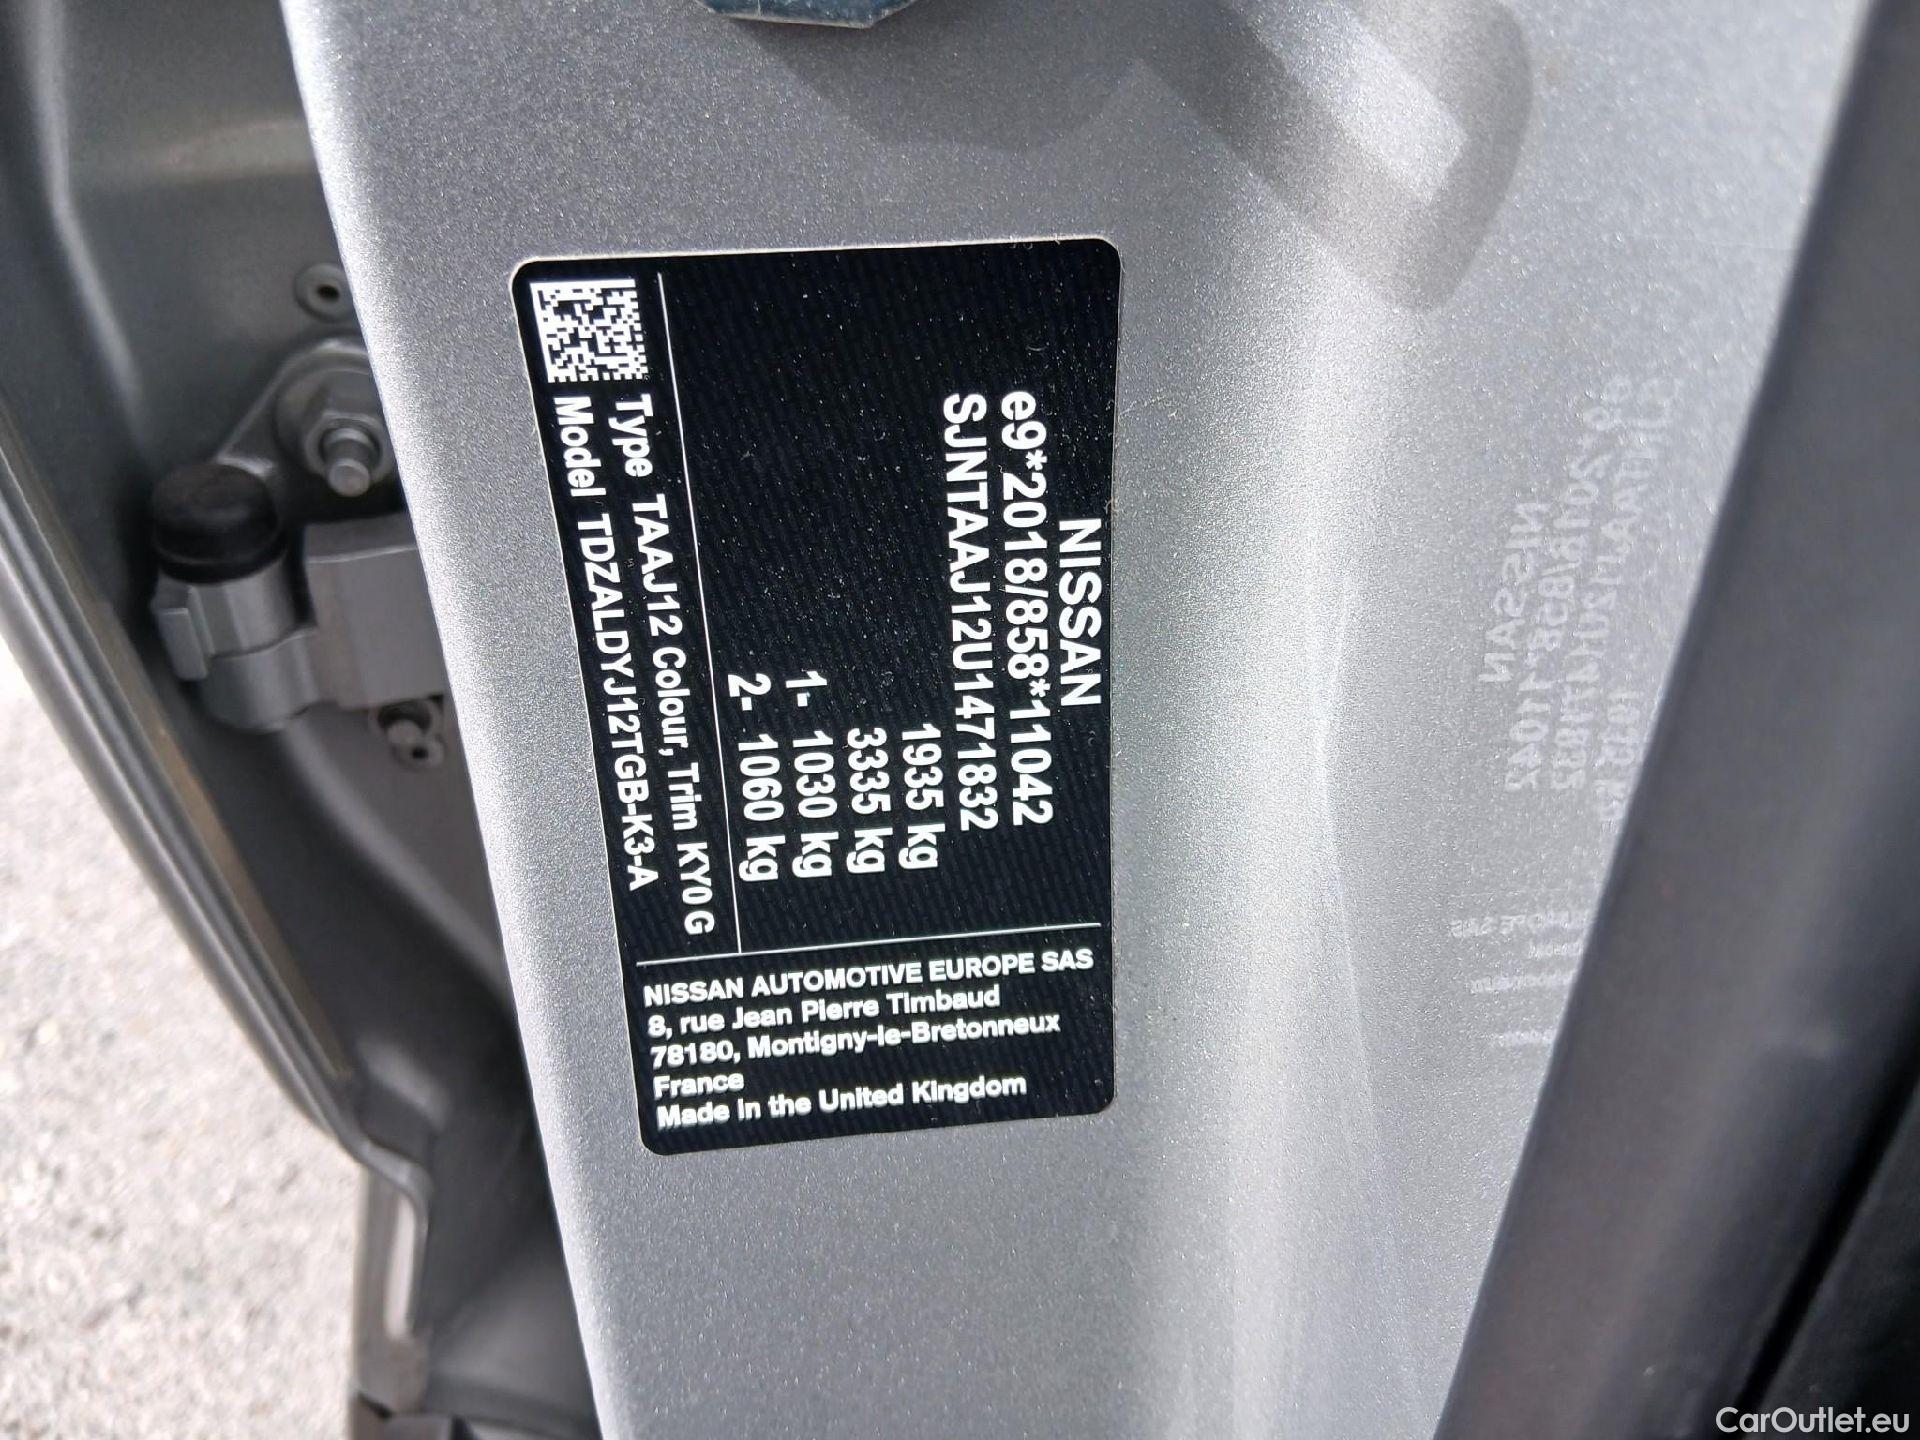 NISSAN
e9*2018/858*11042
SJNTAAJ12U1471832
1935 kg
3335 kg
1- 1030 kg
2- 1060 kg
Type TAAJ12 Colour, Trim KY0 G
Model TDZALDYJ12TGB-K3-A
NISSAN AUTOMOTIVE EUROPE SAS
8, rue Jean Pierre Timbaud
78180, Montigny-le-Bretonneux
France
Made in the United Kingdom
CarOutlet.eu